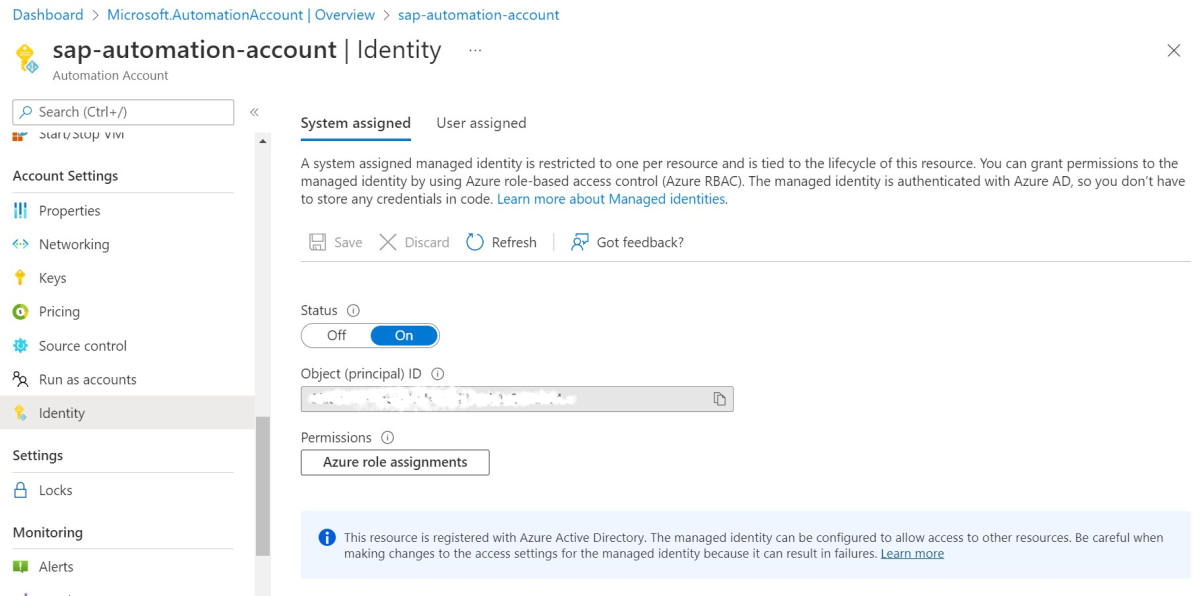 Dashboard > Microsoft.AutomationAccount | Overview > sap-automation-account
sap-automation-account | Identity ...
Automation Account
Search (Ctrl+/)
Start/Stop VM
Account Settings
Properties
Networking
Keys
Pricing
Source control
Run as accounts
Identity
Settings
Locks
Monitoring
Alerts
System assigned User assigned
A system assigned managed identity is restricted to one per resource and is tied to the lifecycle of this resource. You can grant permissions to the
managed identity by using Azure role-based access control (Azure RBAC). The managed identity is authenticated with Azure AD, so you don’t have
to store any credentials in code. Learn more about Managed identities.
Save Discard Refresh Got feedback?
Status
Off On
Object (principal) ID
Permissions
Azure role assignments
This resource is registered with Azure Active Directory. The managed identity can be configured to allow access to other resources. Be careful when
making changes to the access settings for the managed identity because it can result in failures. Learn more